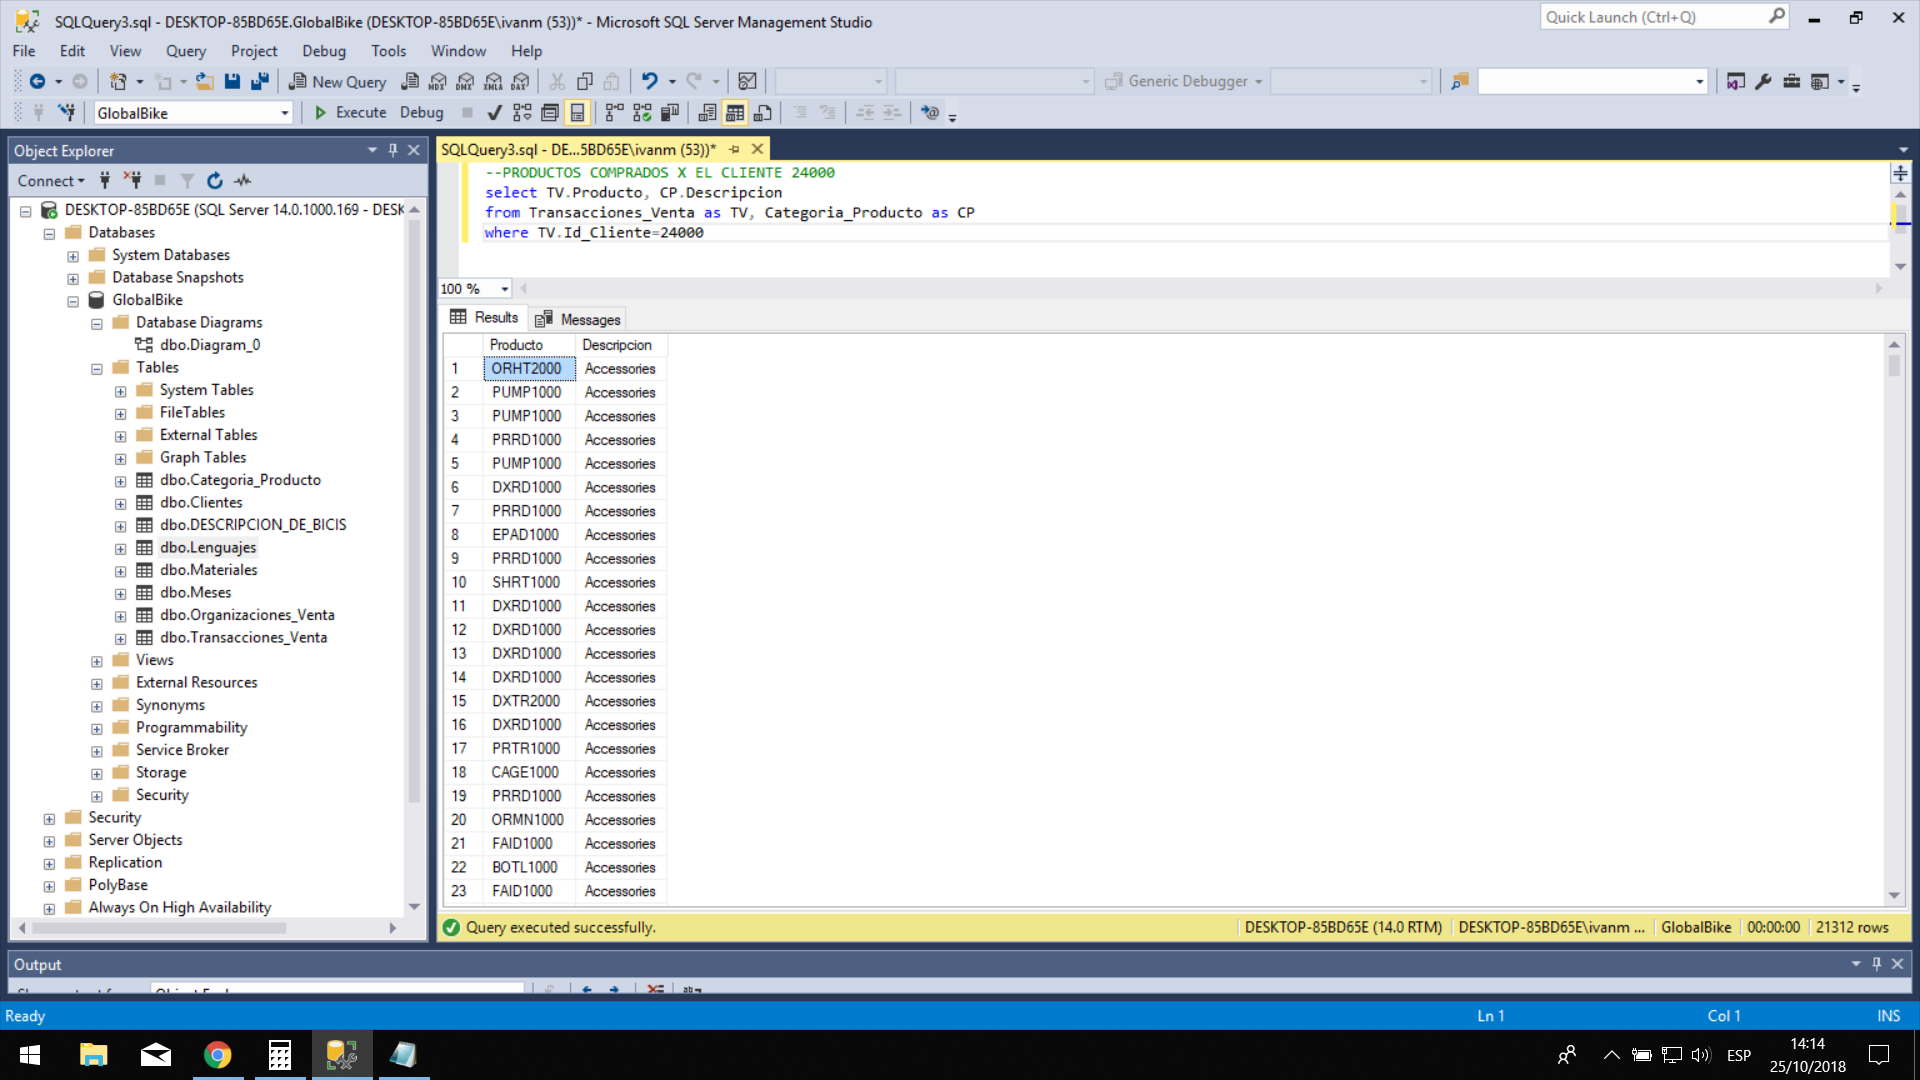 SQLQuery3.sql - DESKTOP-85BD65E.GlobalBike (DESKTOP-85BD65E\ivanm (53))* - Microsoft SQL Server Management Studio
Quick Launch (Ctrl+Q)
File Edit View Query Project Debug Tools Window Help
New Query
MDX DMX XMLA DAX
Generic Debugger
GlobalBike
Execute Debug
Object Explorer
Connect
DESKTOP-85BD65E (SQL Server 14.0.1000.169 - DESK
Databases
System Databases
Database Snapshots
GlobalBike
Database Diagrams
dbo.Diagram_0
Tables
System Tables
FileTables
External Tables
Graph Tables
dbo.Categoria_Producto
dbo.Clientes
dbo.DESCRIPCION_DE_BICIS
dbo.Lenguajes
dbo.Materiales
dbo.Meses
dbo.Organizaciones_Venta
dbo.Transacciones_Venta
Views
External Resources
Synonyms
Programmability
Service Broker
Storage
Security
Security
Server Objects
Replication
PolyBase
Always On High Availability
SQLQuery3.sql - DE...5BD65E\ivanm (53))*
--PRODUCTOS COMPRADOS X EL CLIENTE 24000
select TV.Producto, CP.Descripcion
from Transacciones_Venta as TV, Categoria_Producto as CP
where TV.Id_Cliente=24000
100 %
Results Messages
Producto Descripcion
1 ORHT2000 Accessories
2 PUMP1000 Accessories
3 PUMP1000 Accessories
4 PRRD1000 Accessories
5 PUMP1000 Accessories
6 DXRD1000 Accessories
7 PRRD1000 Accessories
8 EPAD1000 Accessories
9 PRRD1000 Accessories
10 SHRT1000 Accessories
11 DXRD1000 Accessories
12 DXRD1000 Accessories
13 DXRD1000 Accessories
14 DXRD1000 Accessories
15 DXTR2000 Accessories
16 DXRD1000 Accessories
17 PRTR1000 Accessories
18 CAGE1000 Accessories
19 PRRD1000 Accessories
20 ORMN1000 Accessories
21 FAID1000 Accessories
22 BOTL1000 Accessories
23 FAID1000 Accessories
Query executed successfully.
DESKTOP-85BD65E (14.0 RTM) DESKTOP-85BD65E\ivanm ... GlobalBike 00:00:00 21312 rows
Output
Ready Ln 1 Col 1 INS
ESP
14:14
25/10/2018